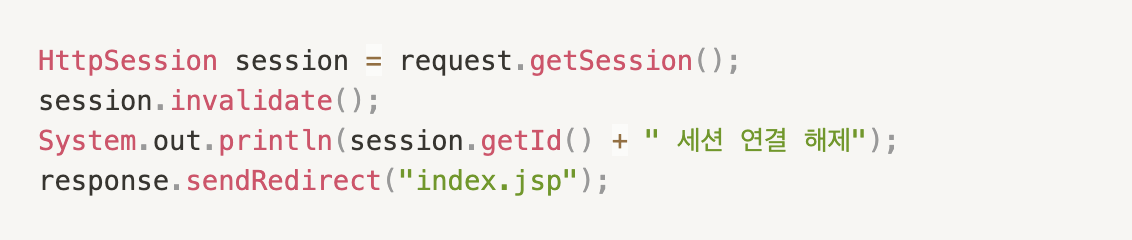 HttpSession session = request.getSession();
session.invalidate();
System.out.println(session.getId() + " 세션 연결 해제");
response.sendRedirect("index.jsp");